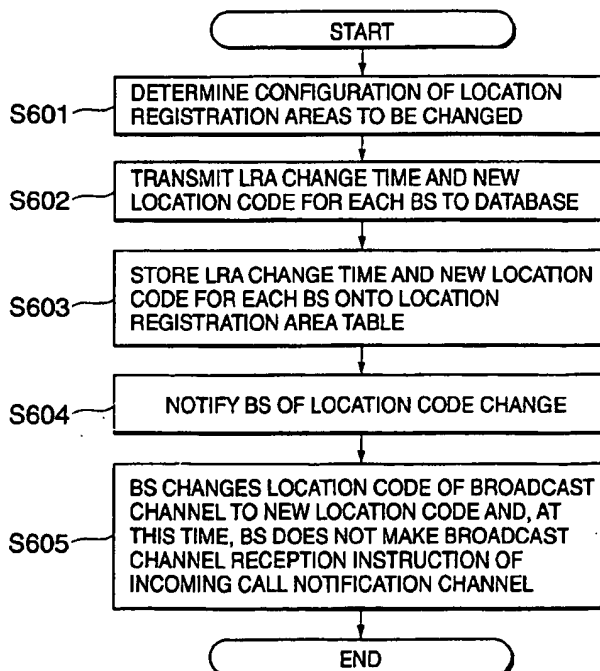 START
S601
DETERMINE CONFIGURATION OF LOCATION
REGISTRATION AREAS TO BE CHANGED
S602
TRANSMIT LRA CHANGE TIME AND NEW
LOCATION CODE FOR EACH BS TO DATABASE
S603
STORE LRA CHANGE TIME AND NEW LOCATION
CODE FOR EACH BS ONTO LOCATION
REGISTRATION AREA TABLE
S604
NOTIFY BS OF LOCATION CODE CHANGE
S605
BS CHANGES LOCATION CODE OF BROADCAST
CHANNEL TO NEW LOCATION CODE AND, AT
THIS TIME, BS DOES NOT MAKE BROADCAST
CHANNEL RECEPTION INSTRUCTION OF
INCOMING CALL NOTIFICATION CHANNEL
END